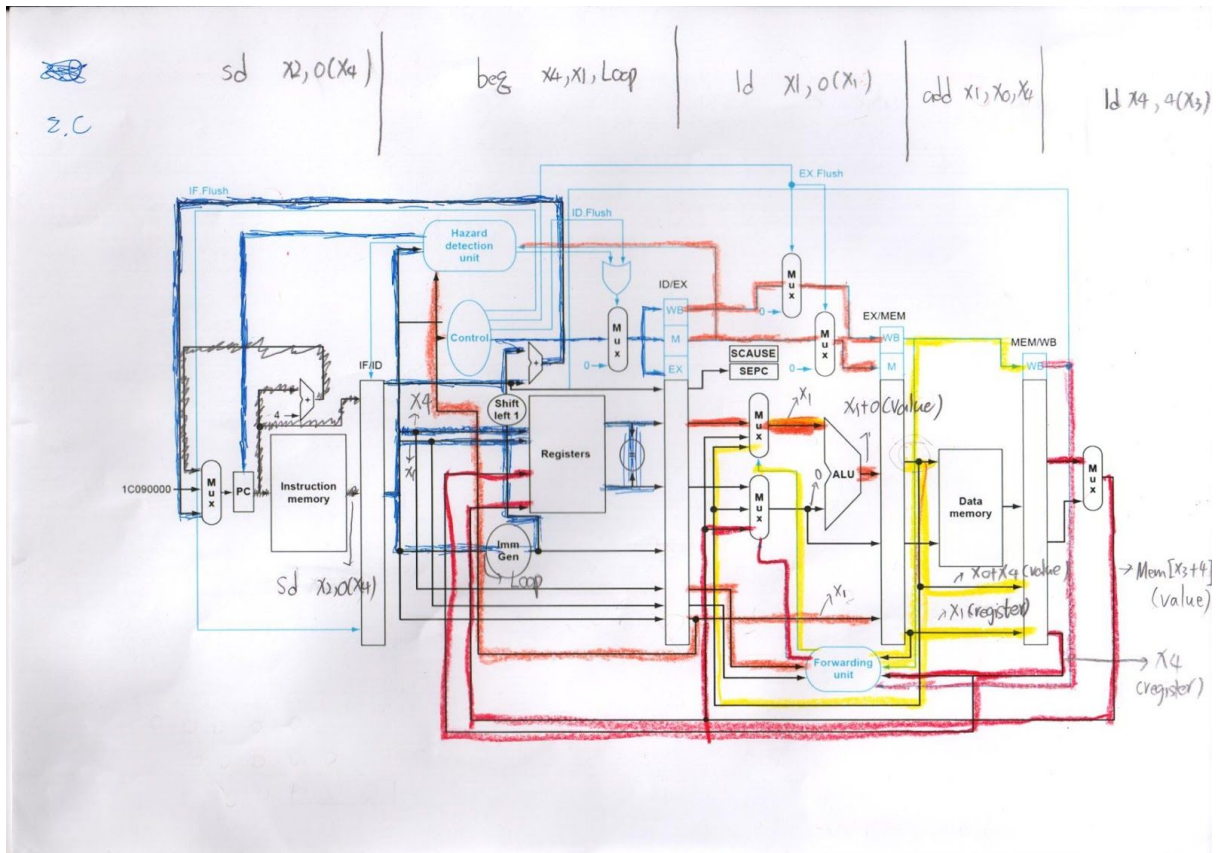 sd x2, 0(x4)
beq x4, x1, Loop
ld x1, 0(x1)
add x1, x0, x4
ld x4, 4(x3)
2.C
IF.Flush
EX.Flush
ID.Flush
Hazard
detection
unit
Mux
ID/EX
WB
M
EX
0
Control
Mux
0
Mux
0
EX/MEM
WB
M
MEM/WB
WB
SCAUSE
SEPC
IF/ID
+
Shift
left 1
4
+
x4
x1
Registers
=
Mux
x1
x1+0(value)
ALU
0
Mux
1C090000
Mux
PC
Instruction
memory
Data
memory
Mux
Imm
Gen
Loop
sd x2,0(x4)
x0+x4(value)
x1(register)
Mem[x3+4]
(value)
x1
Forwarding
unit
x4
(register)